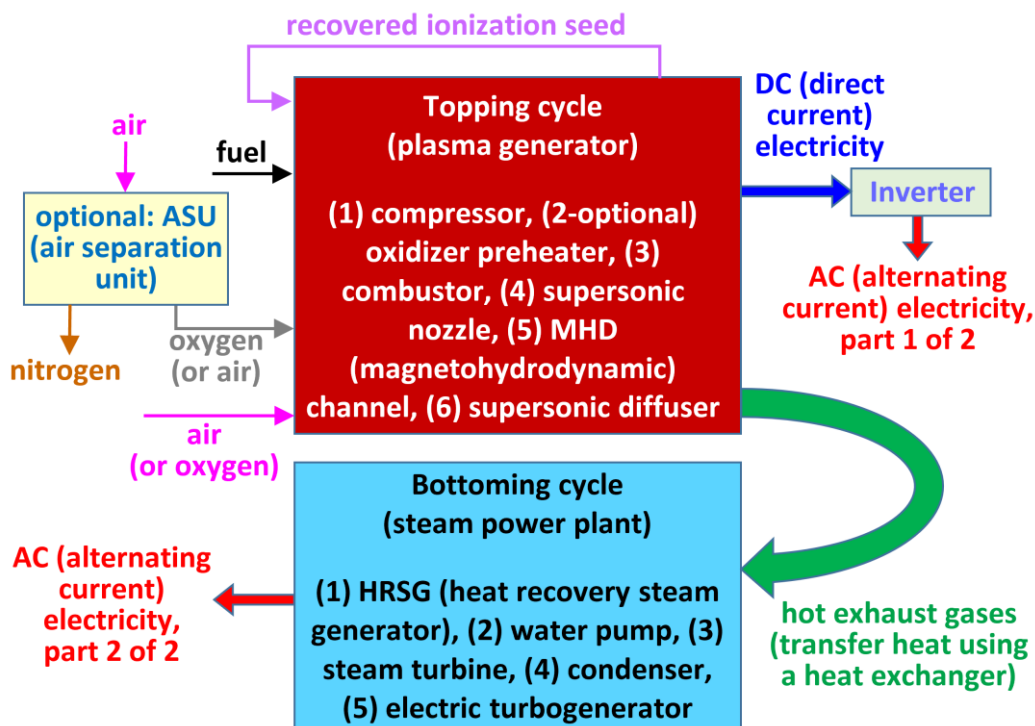 recovered ionization seed
Topping cycle
(plasma generator)
(1) compressor, (2-optional)
oxidizer preheater, (3)
combustor, (4) supersonic
nozzle, (5) MHD
(magnetohydrodynamic)
channel, (6) supersonic diffuser
air
fuel
optional: ASU
(air separation
unit)
nitrogen
oxygen
(or air)
air
(or oxygen)
DC (direct
current)
electricity
Inverter
AC (alternating
current) electricity,
part 1 of 2
Bottoming cycle
(steam power plant)
(1) HRSG (heat recovery steam
generator), (2) water pump, (3)
steam turbine, (4) condenser,
(5) electric turbogenerator
AC (alternating
current)
electricity,
part 2 of 2
hot exhaust gases
(transfer heat using
a heat exchanger)